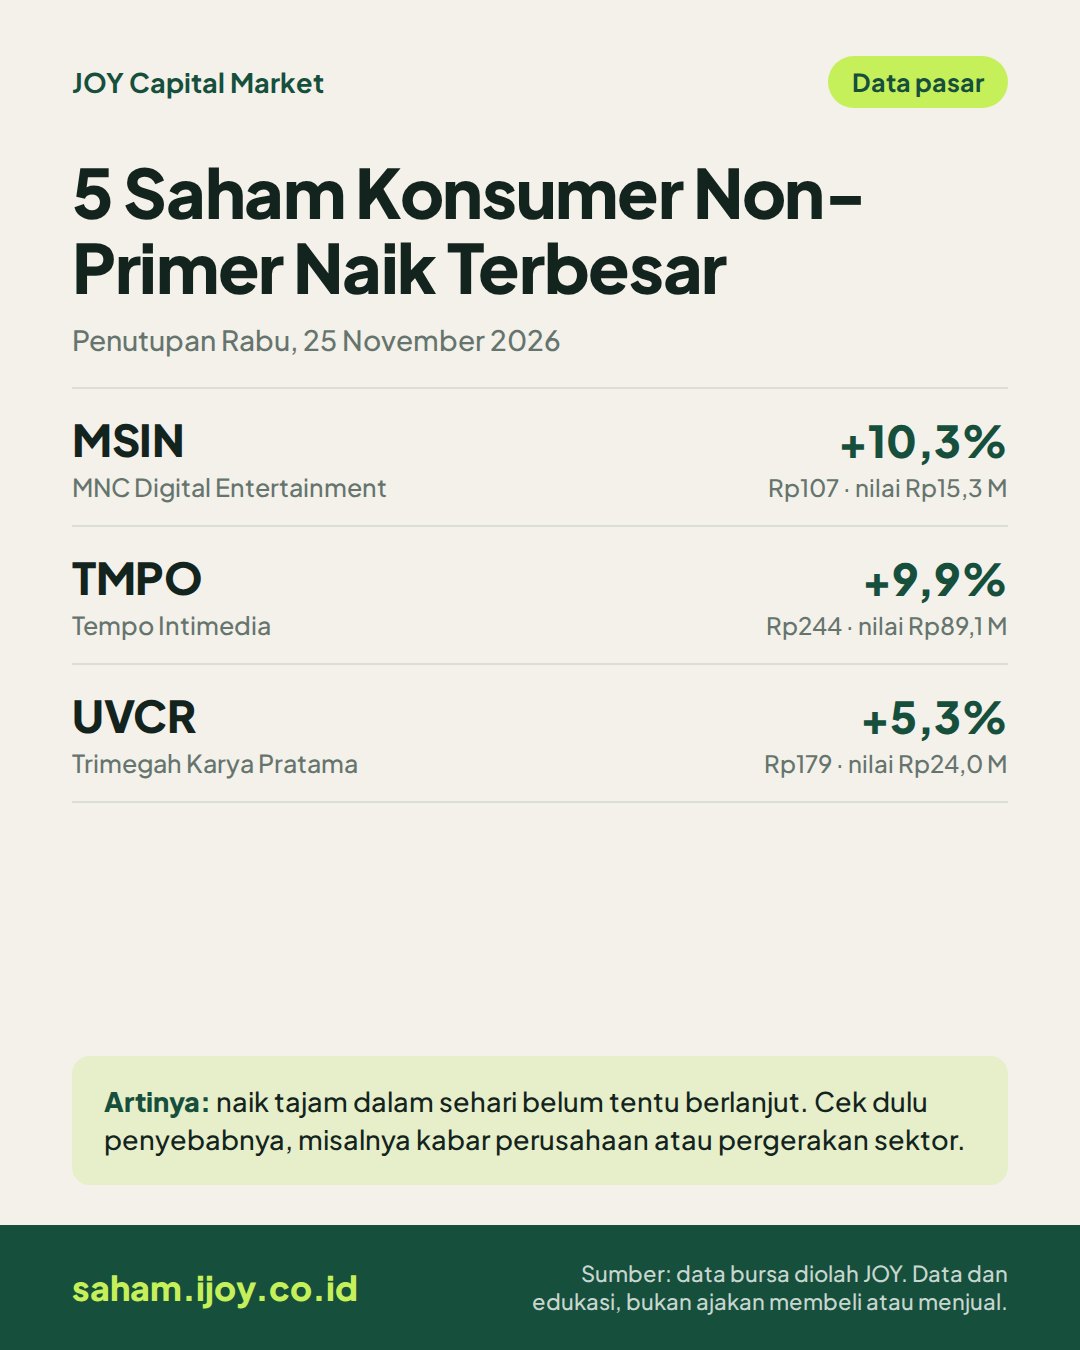 JOY Capital Market
Data pasar
5 Saham Konsumer Non-
Primer Naik Terbesar
Penutupan Rabu, 25 November 2026
MSIN
+10,3%
MNC Digital Entertainment
Rp107 · nilai Rp15,3 M
TMPO
+9,9%
Tempo Intimedia
Rp244 · nilai Rp89,1 M
UVCR
+5,3%
Trimegah Karya Pratama
Rp179 · nilai Rp24,0 M
Artinya: naik tajam dalam sehari belum tentu berlanjut. Cek dulu
penyebabnya, misalnya kabar perusahaan atau pergerakan sektor.
saham.ijoy.co.id
Sumber: data bursa diolah JOY. Data dan
edukasi, bukan ajakan membeli atau menjual.